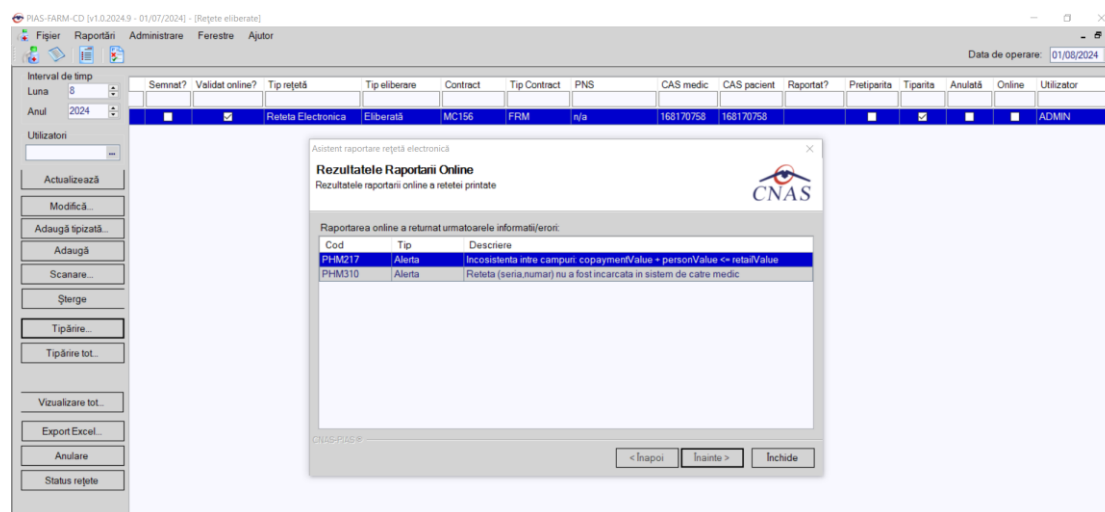 PIAS-FARM-CD [v1.0.2024.9 - 01/07/2024] - [Rețete eliberate]
Fișier Raportări Administrare Ferestre Ajutor
Data de operare: 01/08/2024
Interval de timp
Luna 8
Anul 2024
Utilizatori
...
Actualizează
Modifică...
Adaugă tipizată...
Adaugă
Scanare...
Șterge
Tipărire...
Tipărire tot...
Vizualizare tot...
Export Excel...
Anulare
Status rețete
Semnat? Validat online? Tip rețetă Tip eliberare Contract Tip Contract PNS CAS medic CAS pacient Raportat? Pretiparita Tiparita Anulată Online Utilizator
Reteta Electronica Eliberată MC156 FRM n/a 168170758 168170758 ADMIN
Asistent raportare rețetă electronică
Rezultatele Raportarii Online
Rezultatele raportarii online a retetei printate
CNAS
Raportarea online a returnat urmatoarele informatii/erori:
Cod Tip Descriere
PHM217 Alerta Incosistenta intre campuri: copaymentValue + personValue <= retailValue
PHM310 Alerta Reteta (seria,numar) nu a fost incarcata in sistem de catre medic
CNAS-PIAS ®
< Înapoi Înainte > Închide